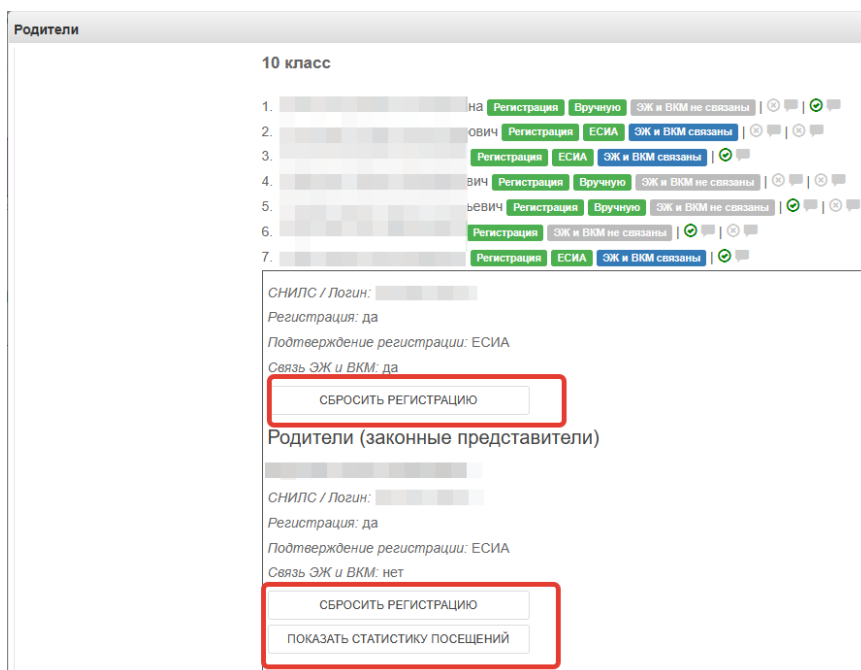 Родители
10 класс
1. на Регистрация Вручную ЭЖ и ВКМ не связаны | |
2. ович Регистрация ЕСИА ЭЖ и ВКМ связаны | |
3. Регистрация ЕСИА ЭЖ и ВКМ связаны |
4. вич Регистрация Вручную ЭЖ и ВКМ не связаны | |
5. ьевич Регистрация Вручную ЭЖ и ВКМ не связаны | |
6. Регистрация ЭЖ и ВКМ не связаны | |
7. Регистрация ЕСИА ЭЖ и ВКМ связаны |
СНИЛС / Логин:
Регистрация: да
Подтверждение регистрации: ЕСИА
Связь ЭЖ и ВКМ: да
СБРОСИТЬ РЕГИСТРАЦИЮ
Родители (законные представители)
СНИЛС / Логин:
Регистрация: да
Подтверждение регистрации: ЕСИА
Связь ЭЖ и ВКМ: нет
СБРОСИТЬ РЕГИСТРАЦИЮ
ПОКАЗАТЬ СТАТИСТИКУ ПОСЕЩЕНИЙ